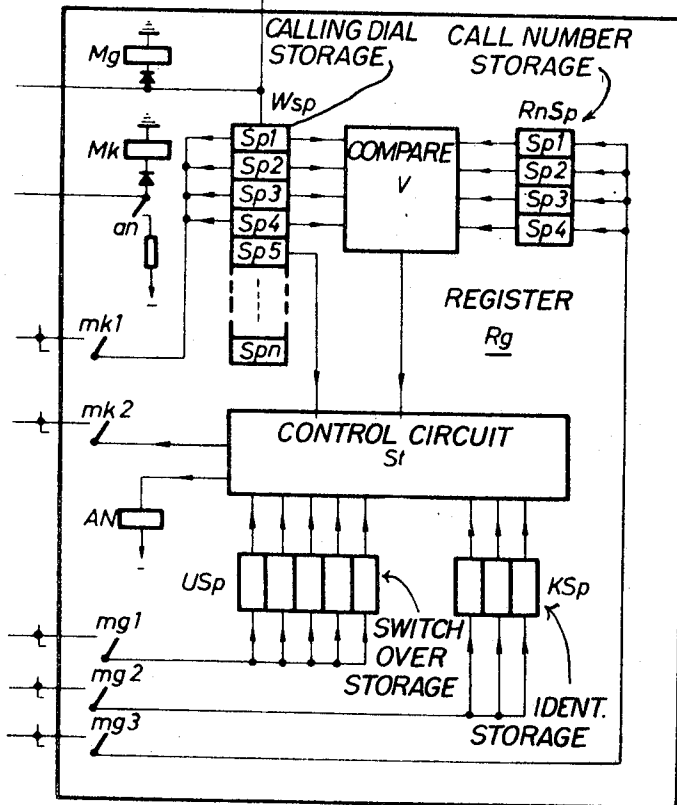 CALLING DIAL
STORAGE
CALL NUMBER
STORAGE
Mg
Wsp
RnSp
Mk
Sp1
Sp2
Sp3
Sp4
Sp5
Spn
COMPARE
V
Sp1
Sp2
Sp3
Sp4
an
REGISTER
Rg
mk1
mk2
CONTROL CIRCUIT
St
AN
USp
KSp
SWITCH
OVER
STORAGE
IDENT.
STORAGE
mg1
mg2
mg3